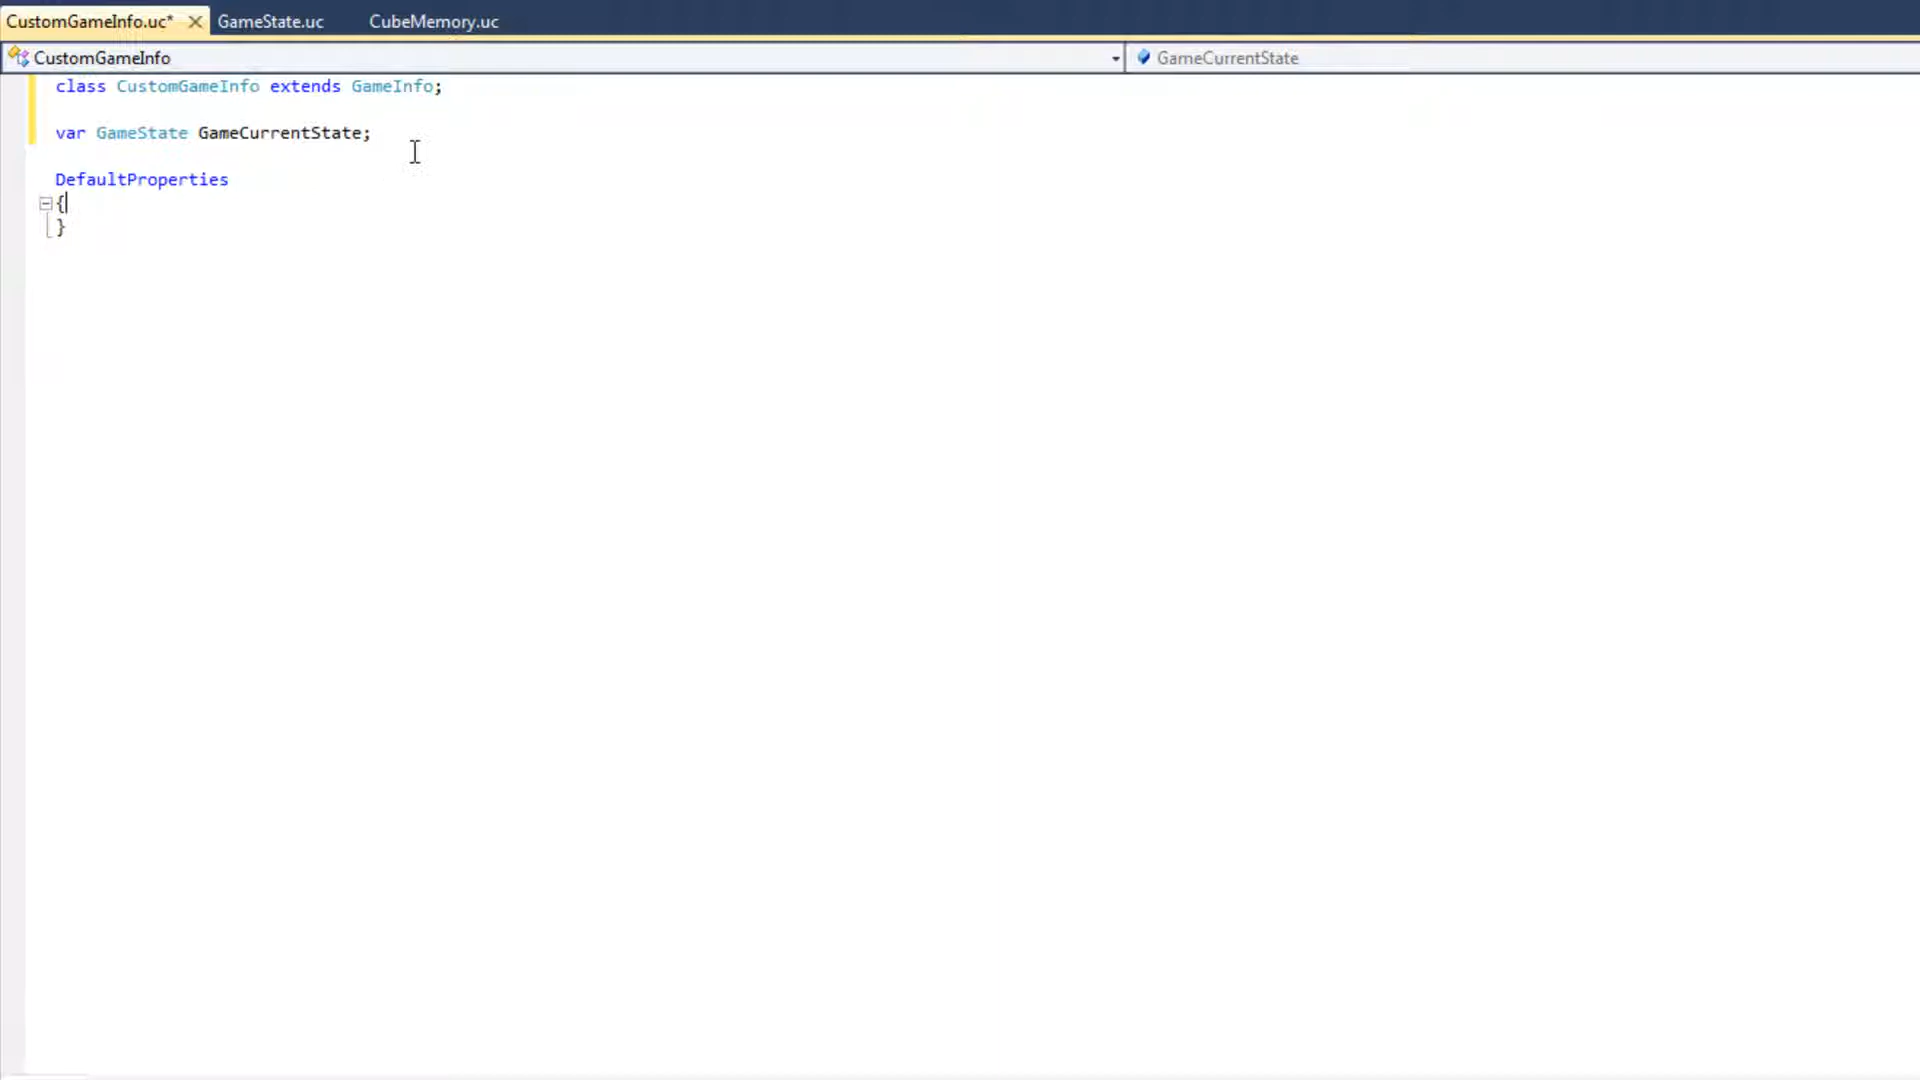 CustomGameInfo.uc* GameState.uc CubeMemory.uc
CustomGameInfo GameCurrentState
class CustomGameInfo extends GameInfo;
var GameState GameCurrentState;
DefaultProperties
{
}